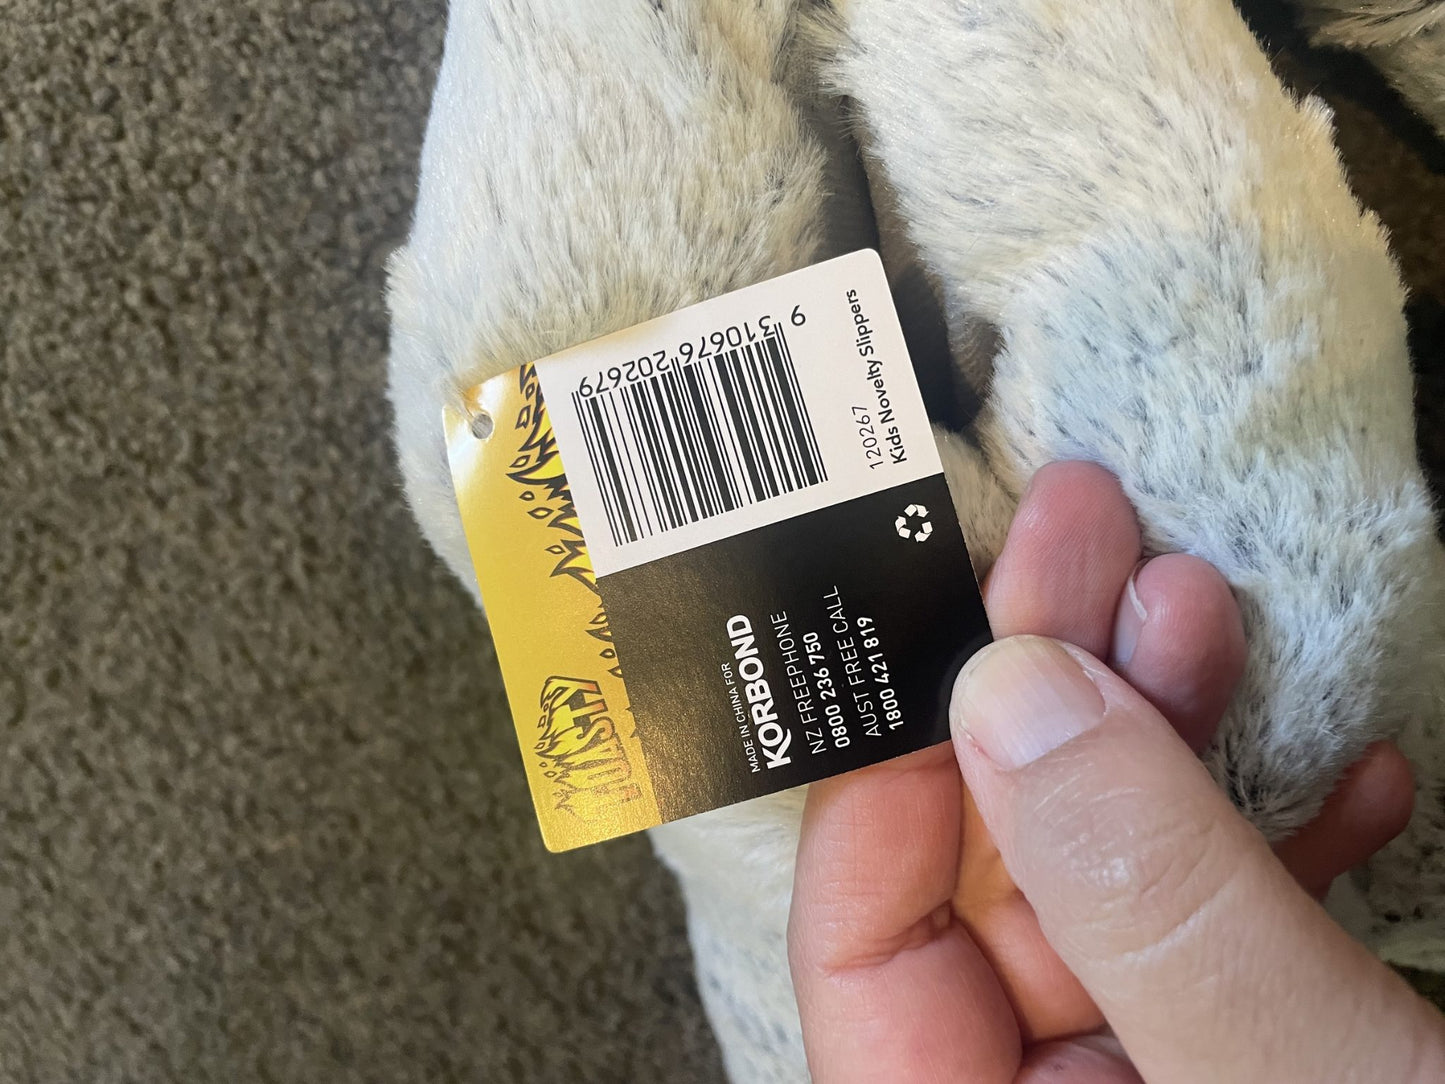 9 310676 202679
120267
Kids Novelty Slippers
MADE IN CHINA FOR
KORBOND
NZ FREEPHONE
0800 236 750
AUST FREE CALL
1800 421 819